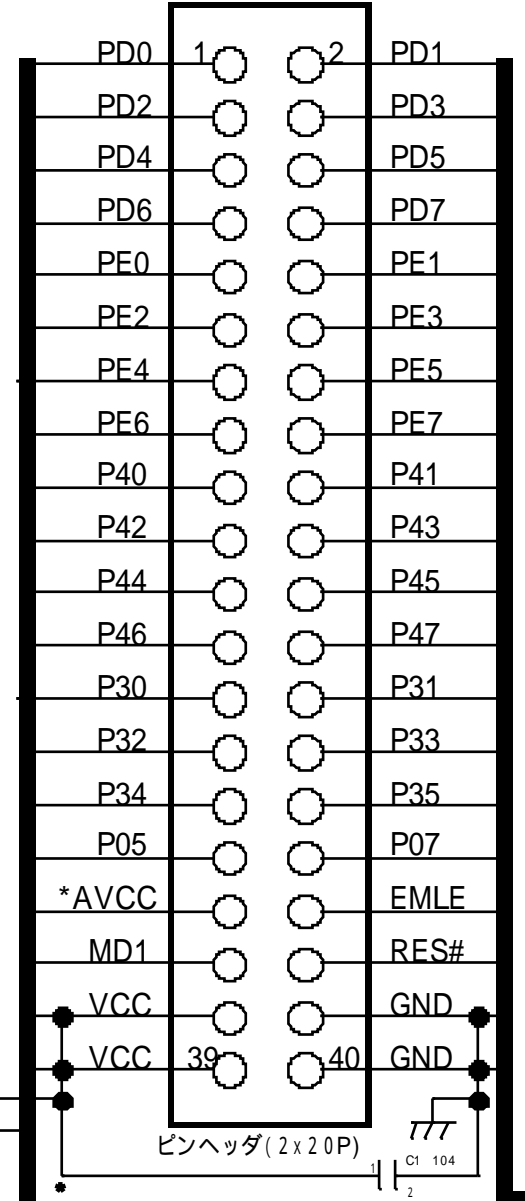 PD0 1 2 PD1
PD2 PD3
PD4 PD5
PD6 PD7
PE0 PE1
PE2 PE3
PE4 PE5
PE6 PE7
P40 P41
P42 P43
P44 P45
P46 P47
P30 P31
P32 P33
P34 P35
P05 P07
*AVCC EMLE
MD1 RES#
VCC GND
VCC 39 40 GND
ピンヘッダ(2x20P)
1 C1 104
2
*